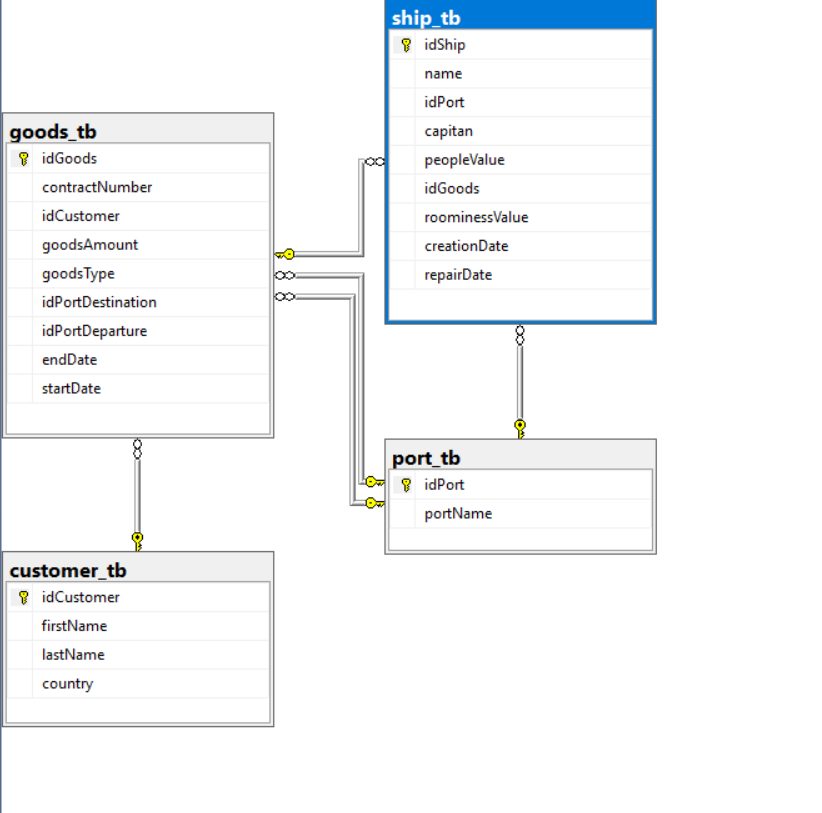 ship_tb
idShip
name
idPort
capitan
peopleValue
idGoods
roominessValue
creationDate
repairDate
goods_tb
idGoods
contractNumber
idCustomer
goodsAmount
goodsType
idPortDestination
idPortDeparture
endDate
startDate
port_tb
idPort
portName
customer_tb
idCustomer
firstName
lastName
country